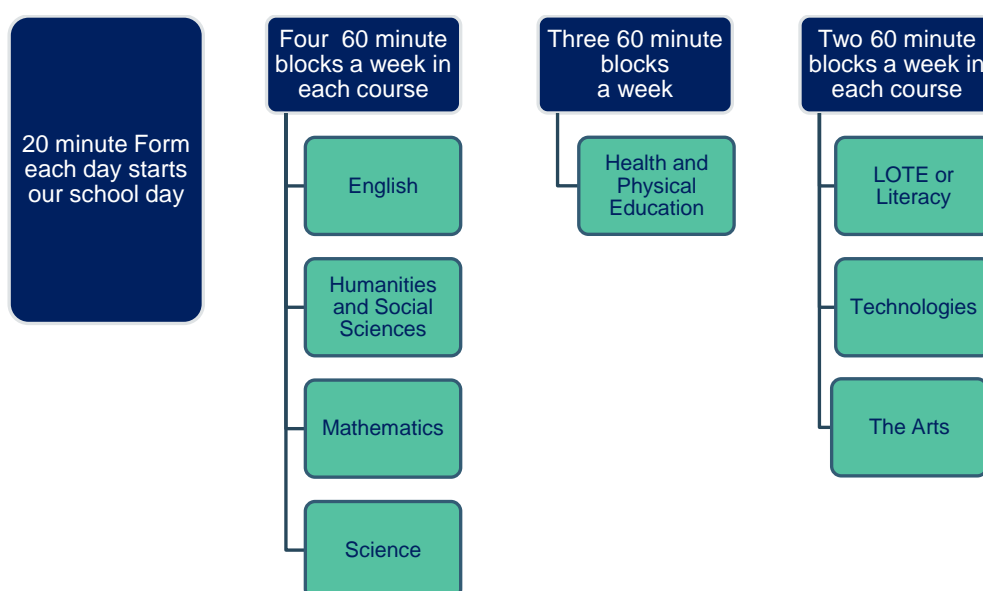 20 minute Form
each day starts
our school day
Four 60 minute
blocks a week in
each course
English
Humanities
and Social
Sciences
Mathematics
Science
Three 60 minute
blocks
a week
Health and
Physical
Education
Two 60 minute
blocks a week in
each course
LOTE or
Literacy
Technologies
The Arts